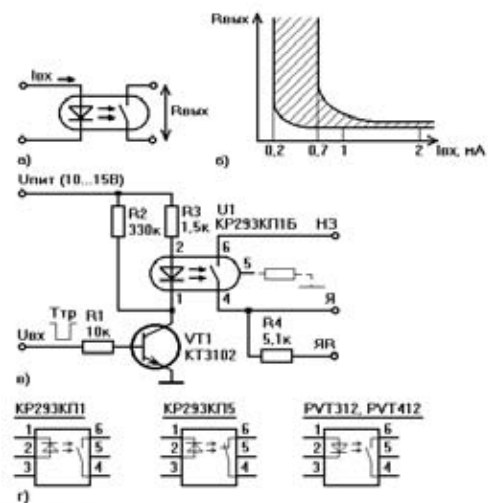 Rвых
Iвх
Rвых
а)
0,2
0,7
1
2
Iвх, мА
б)
Uпит (10...15В)
R2
330к
R3
1,5к
U1
КР293КП1Б
НЗ
2
6
5
1
4
Я
Tтр
R1
10к
Uвх
VT1
КТ3102
R4
5,1к
ЯR
в)
КР293КП1
КР293КП5
PVT312, PVT412
1
2
3
6
5
4
1
2
3
6
5
4
1
2
3
6
5
4
г)